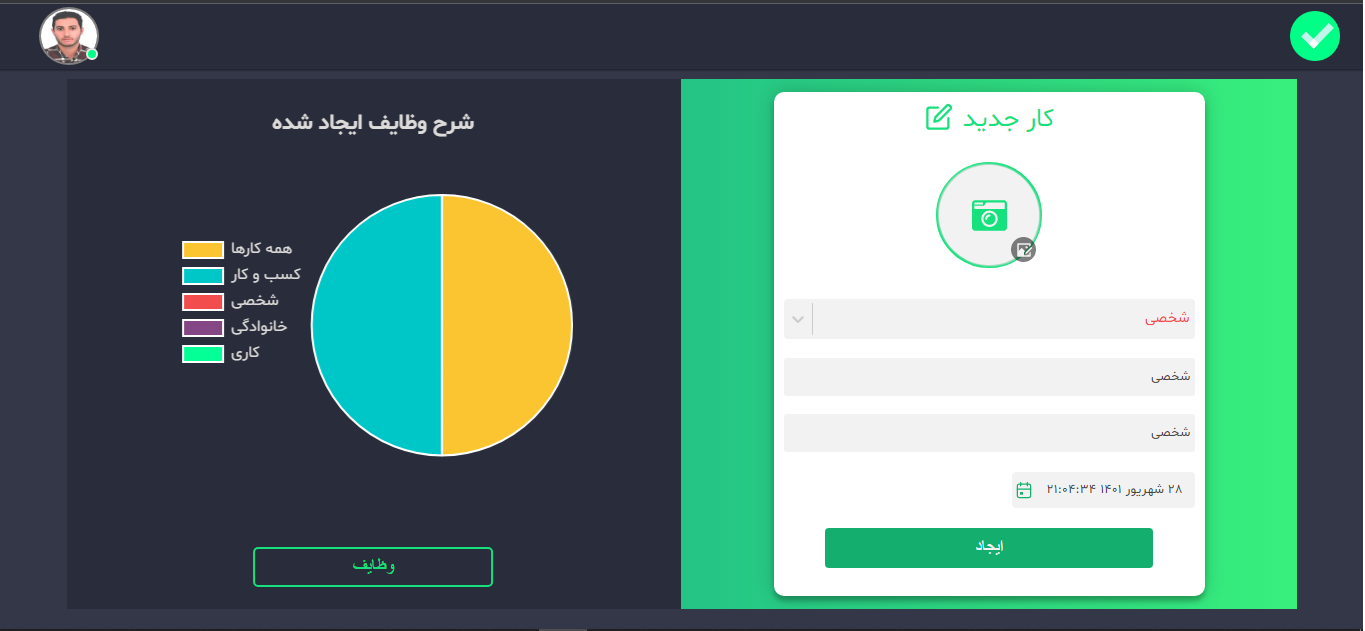 کار جدید
شخصی
شخصی
شخصی
۲۸ شهریور ۱۴۰۱ ۲۱:۰۴:۳۴
ایجاد
شرح وظایف ایجاد شده
همه کارها
کسب و کار
شخصی
خانوادگی
کاری
وظایف